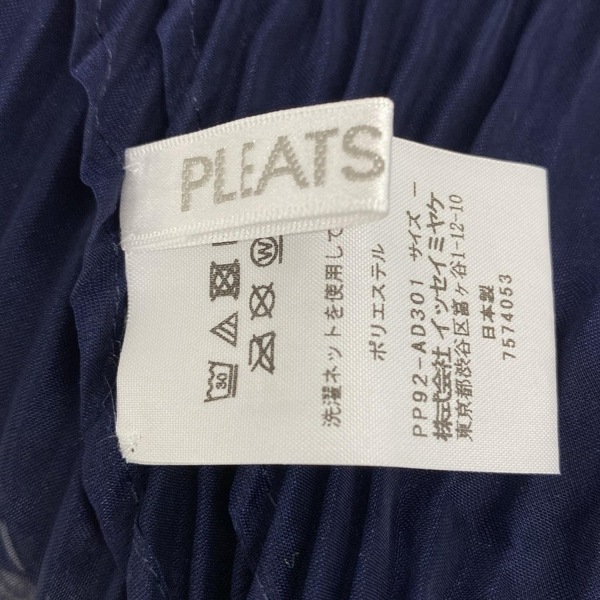 PLEATS
洗濯ネットを使用して
ポリエステル
PP92-AD301 サイズ ー
株式会社 イッセイミヤケ
東京都渋谷区富ヶ谷1-12-10
日本製
7574053
30
W